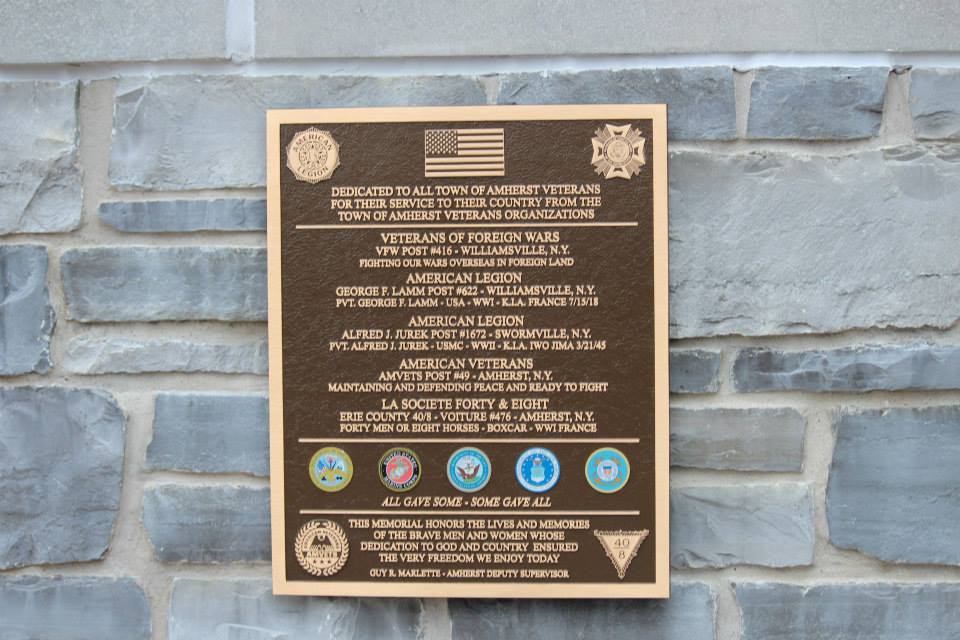 AMERICAN
LEGION
DEDICATED TO ALL TOWN OF AMHERST VETERANS
FOR THEIR SERVICE TO THEIR COUNTRY FROM THE
TOWN OF AMHERST VETERANS ORGANIZATIONS
VETERANS OF FOREIGN WARS
VFW POST #416 - WILLIAMSVILLE, N.Y.
FIGHTING OUR WARS OVERSEAS IN FOREIGN LAND
AMERICAN LEGION
GEORGE F. LAMM POST #622 - WILLIAMSVILLE, N.Y.
PVT. GEORGE F. LAMM - USA - WWI - K.I.A. FRANCE 7/15/18
AMERICAN LEGION
ALFRED J. JUREK POST #1672 - SWORMVILLE, N.Y.
PVT. ALFRED J. JUREK - USMC - WWII - K.I.A. IWO JIMA 3/21/45
AMERICAN VETERANS
AMVETS POST #49 - AMHERST, N.Y.
MAINTAINING AND DEFENDING PEACE AND READY TO FIGHT
LA SOCIETE FORTY & EIGHT
ERIE COUNTY 40/8 - VOITURE #476 - AMHERST, N.Y.
FORTY MEN OR EIGHT HORSES - BOXCAR - WWI FRANCE
UNITED STATES
MARINE CORPS
ALL GAVE SOME - SOME GAVE ALL
THIS MEMORIAL HONORS THE LIVES AND MEMORIES
OF THE BRAVE MEN AND WOMEN WHOSE
DEDICATION TO GOD AND COUNTRY ENSURED
THE VERY FREEDOM WE ENJOY TODAY
GUY R. MARLETTE - AMHERST DEPUTY SUPERVISOR
40
8